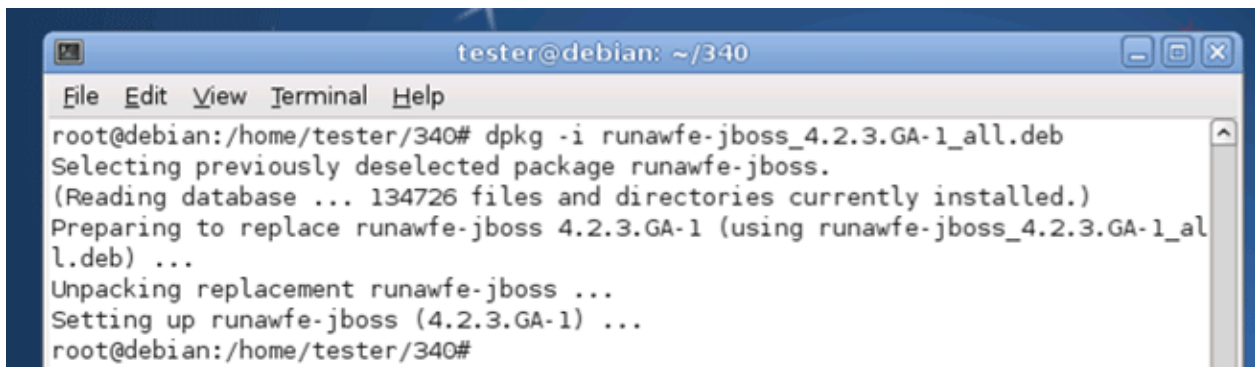 tester@debian: ~/340
File Edit View Terminal Help
root@debian:/home/tester/340# dpkg -i runawfe-jboss_4.2.3.GA-1_all.deb
Selecting previously deselected package runawfe-jboss.
(Reading database ... 134726 files and directories currently installed.)
Preparing to replace runawfe-jboss 4.2.3.GA-1 (using runawfe-jboss_4.2.3.GA-1_al
l.deb) ...
Unpacking replacement runawfe-jboss ...
Setting up runawfe-jboss (4.2.3.GA-1) ...
root@debian:/home/tester/340#